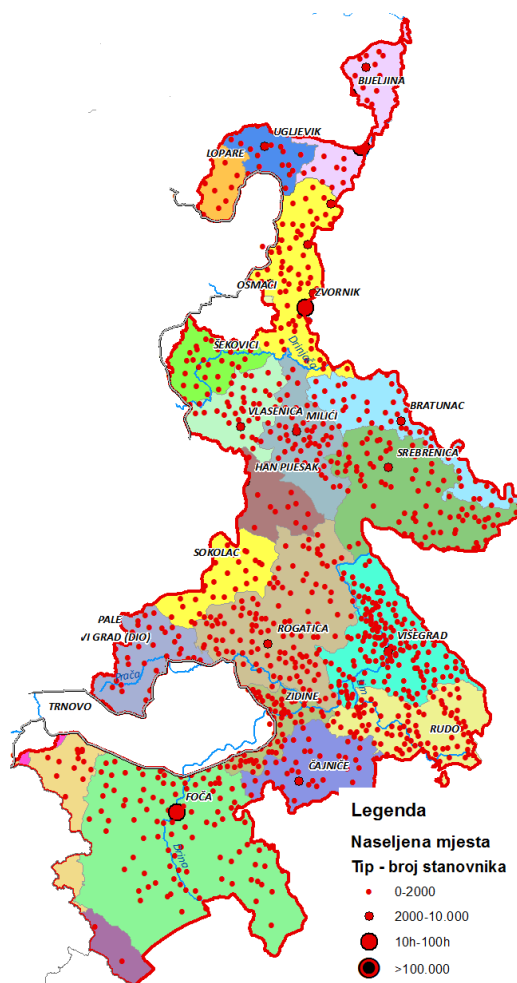 BIJELJINA
UGLJEVIK
LOPARE
OSMACI
ZVORNIK
ŠEKOVIĆI
Drinjača
VLASENICA
MILIĆI
BRATUNAC
SREBRENICA
HAN PIJESAK
SOKOLAC
PALE
VI GRAD (DIO)
ROGATICA
VIŠEGRAD
Prača
Lim
TRNOVO
ZIDINE
RUDO
ČAJNIČE
FOČA
Drina
Legenda
Naseljena mjesta
Tip - broj stanovnika
0-2000
2000-10.000
10h-100h
>100.000